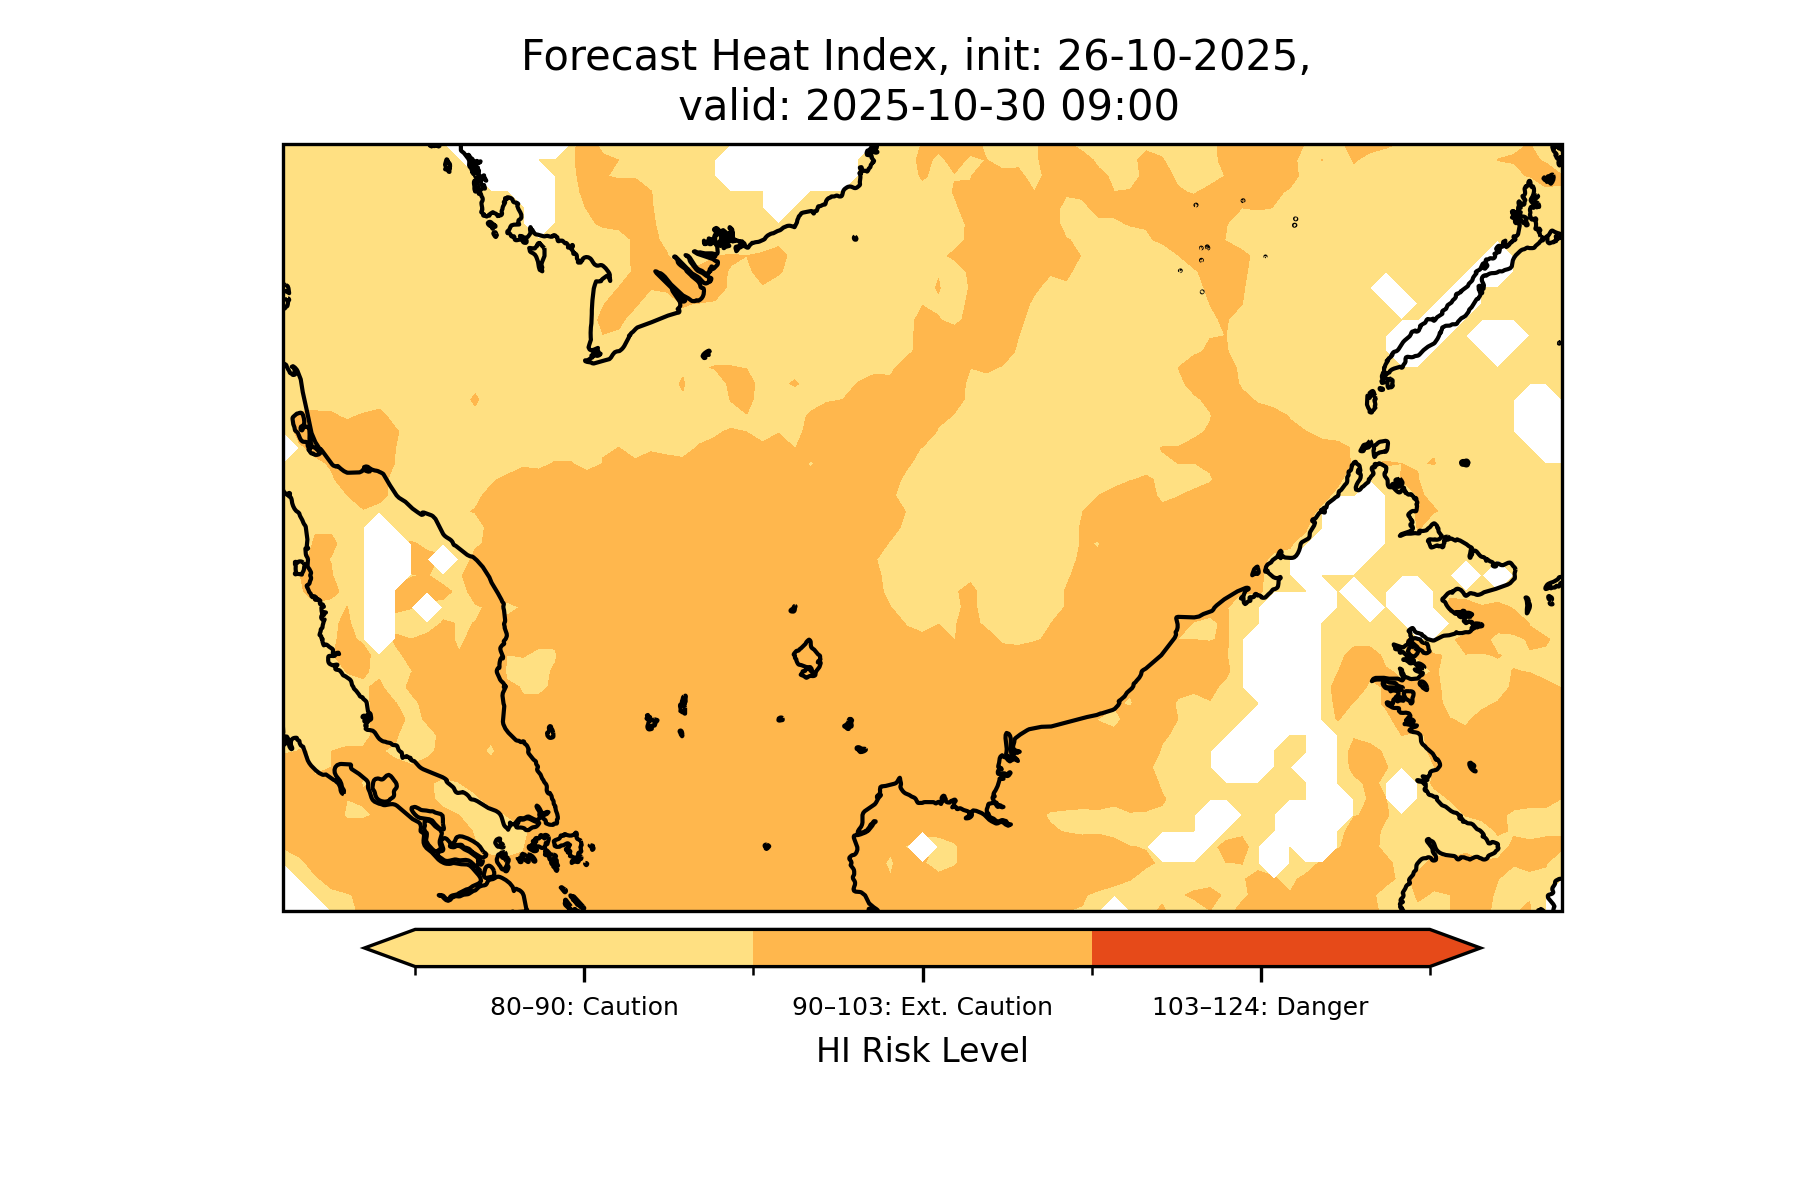 Forecast Heat Index, init: 26-10-2025,
valid: 2025-10-30 09:00
80–90: Caution
90–103: Ext. Caution
103–124: Danger
HI Risk Level